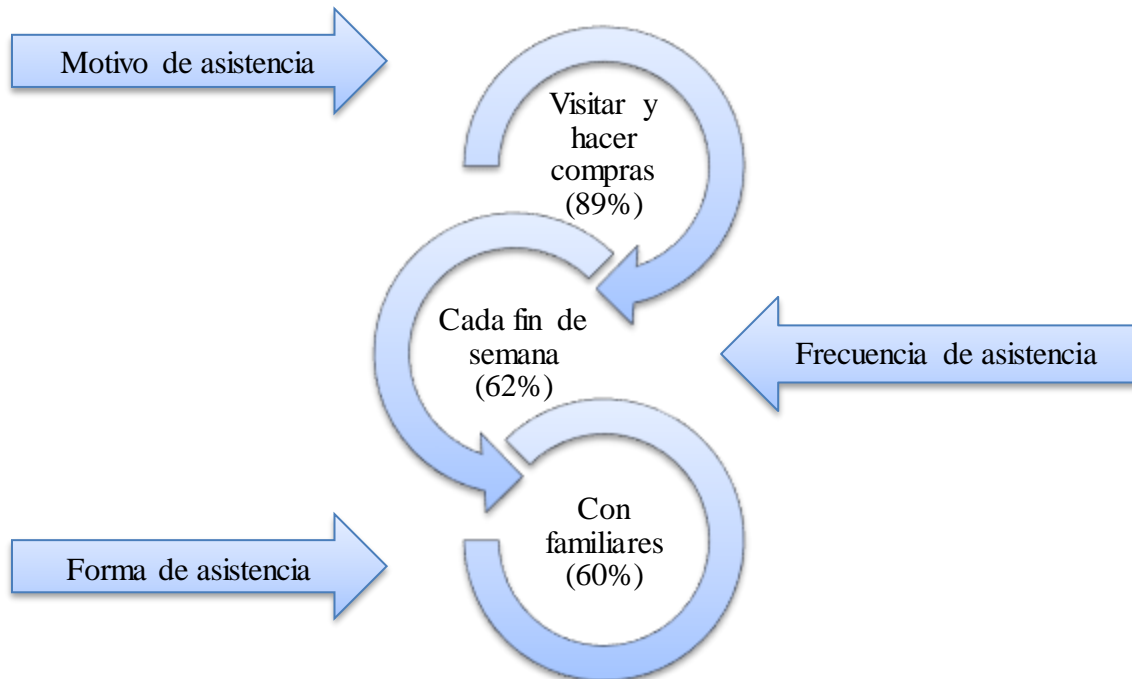 Motivo de asistencia
Visitar y
hacer
compras
(89%)
Cada fin de
semana
(62%)
Frecuencia de asistencia
Con
familiares
(60%)
Forma de asistencia